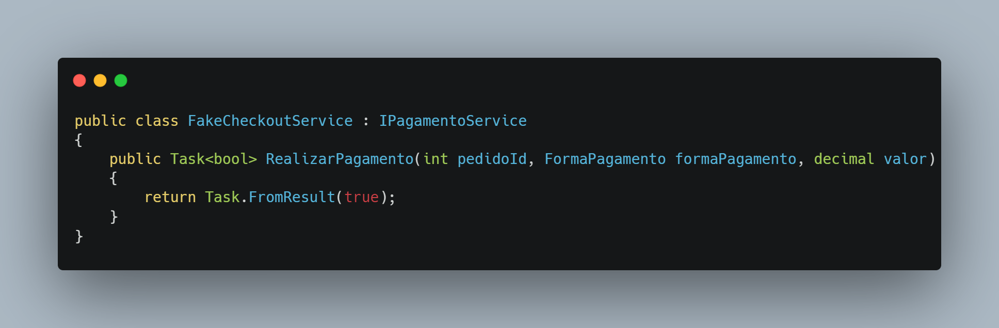 public class FakeCheckoutService : IPagamentoService
{
    public Task<bool> RealizarPagamento(int pedidoId, FormaPagamento formaPagamento, decimal valor)
    {
        return Task.FromResult(true);
    }
}